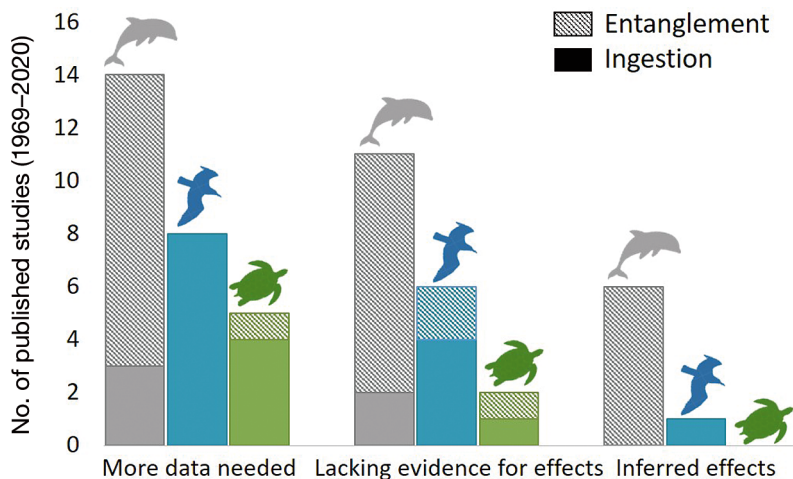 No. of published studies (1969–2020)
16
14
12
10
8
6
4
2
0
Entanglement
Ingestion
More data needed
Lacking evidence for effects
Inferred effects